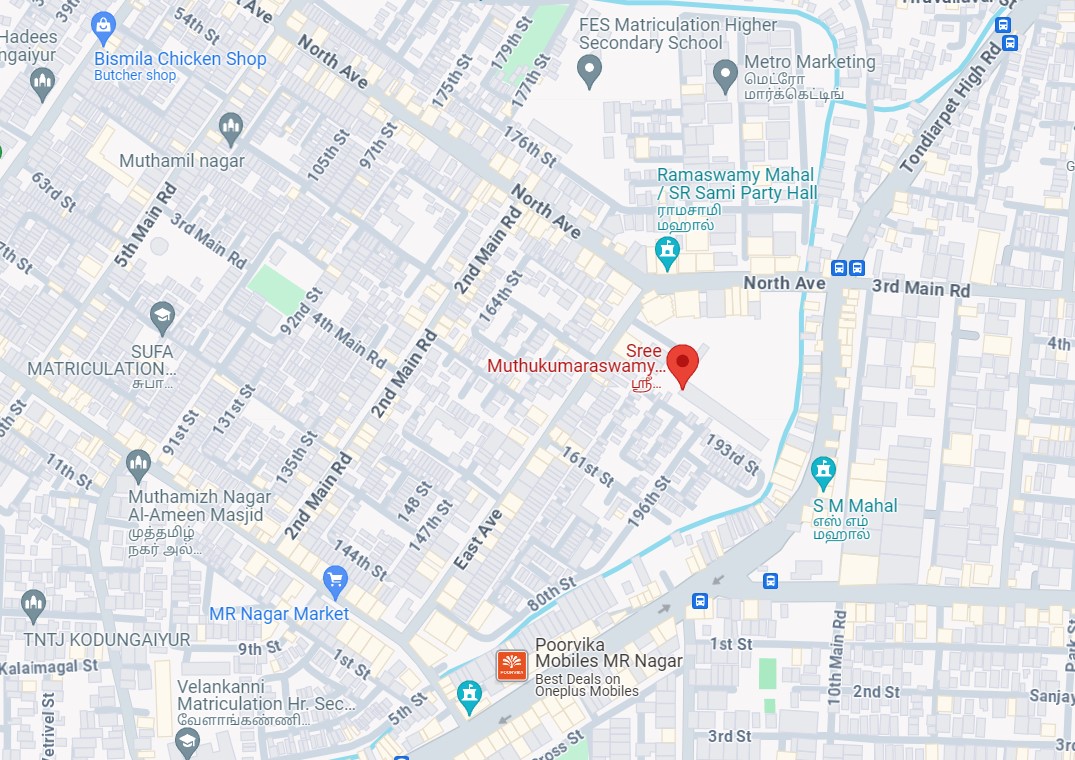 39th
54th St
Ave
Thiruvallavar St
Hadees
ngaiyur
Bismila Chicken Shop
Butcher shop
North Ave
175th St
179th St
177th St
FES Matriculation Higher
Secondary School
Metro Marketing
மெட்ரோ
மார்க்கெட்டிங்
Tondiarpet High Rd
Muthamil nagar
105th St
97th St
176th St
63rd St
5th Main Rd
3rd Main Rd
North Ave
2nd Main Rd
Ramaswamy Mahal
/ SR Sami Party Hall
ராமசாமி
மஹால்
7th St
92nd St
164th St
North Ave
3rd Main Rd
4th Main Rd
4th
SUFA
MATRICULATION...
சுபா...
2nd Main Rd
Sree
Muthukumaraswamy...
ஸ்ரீ...
131st St
91st St
135th St
193rd St
161st St
196th St
11th St
Muthamizh Nagar
Al-Ameen Masjid
முத்தமிழ்
நகர் அல்...
2nd Main Rd
148 St
147th St
East Ave
S M Mahal
எஸ் எம்
மஹால்
144th St
80th St
MR Nagar Market
TNTJ KODUNGAIYUR
9th St
1st St
Kalaimagal St
Poorvika
Mobiles MR Nagar
Best Deals on
Oneplus Mobiles
POORVIKA
1st St
10th Main Rd
Park St
2nd St
Sanjay
Velankanni
Matriculation Hr. Sec...
வேளாங்கண்ணி...
5th St
Vetrivel St
3rd St
3rd
Cross St